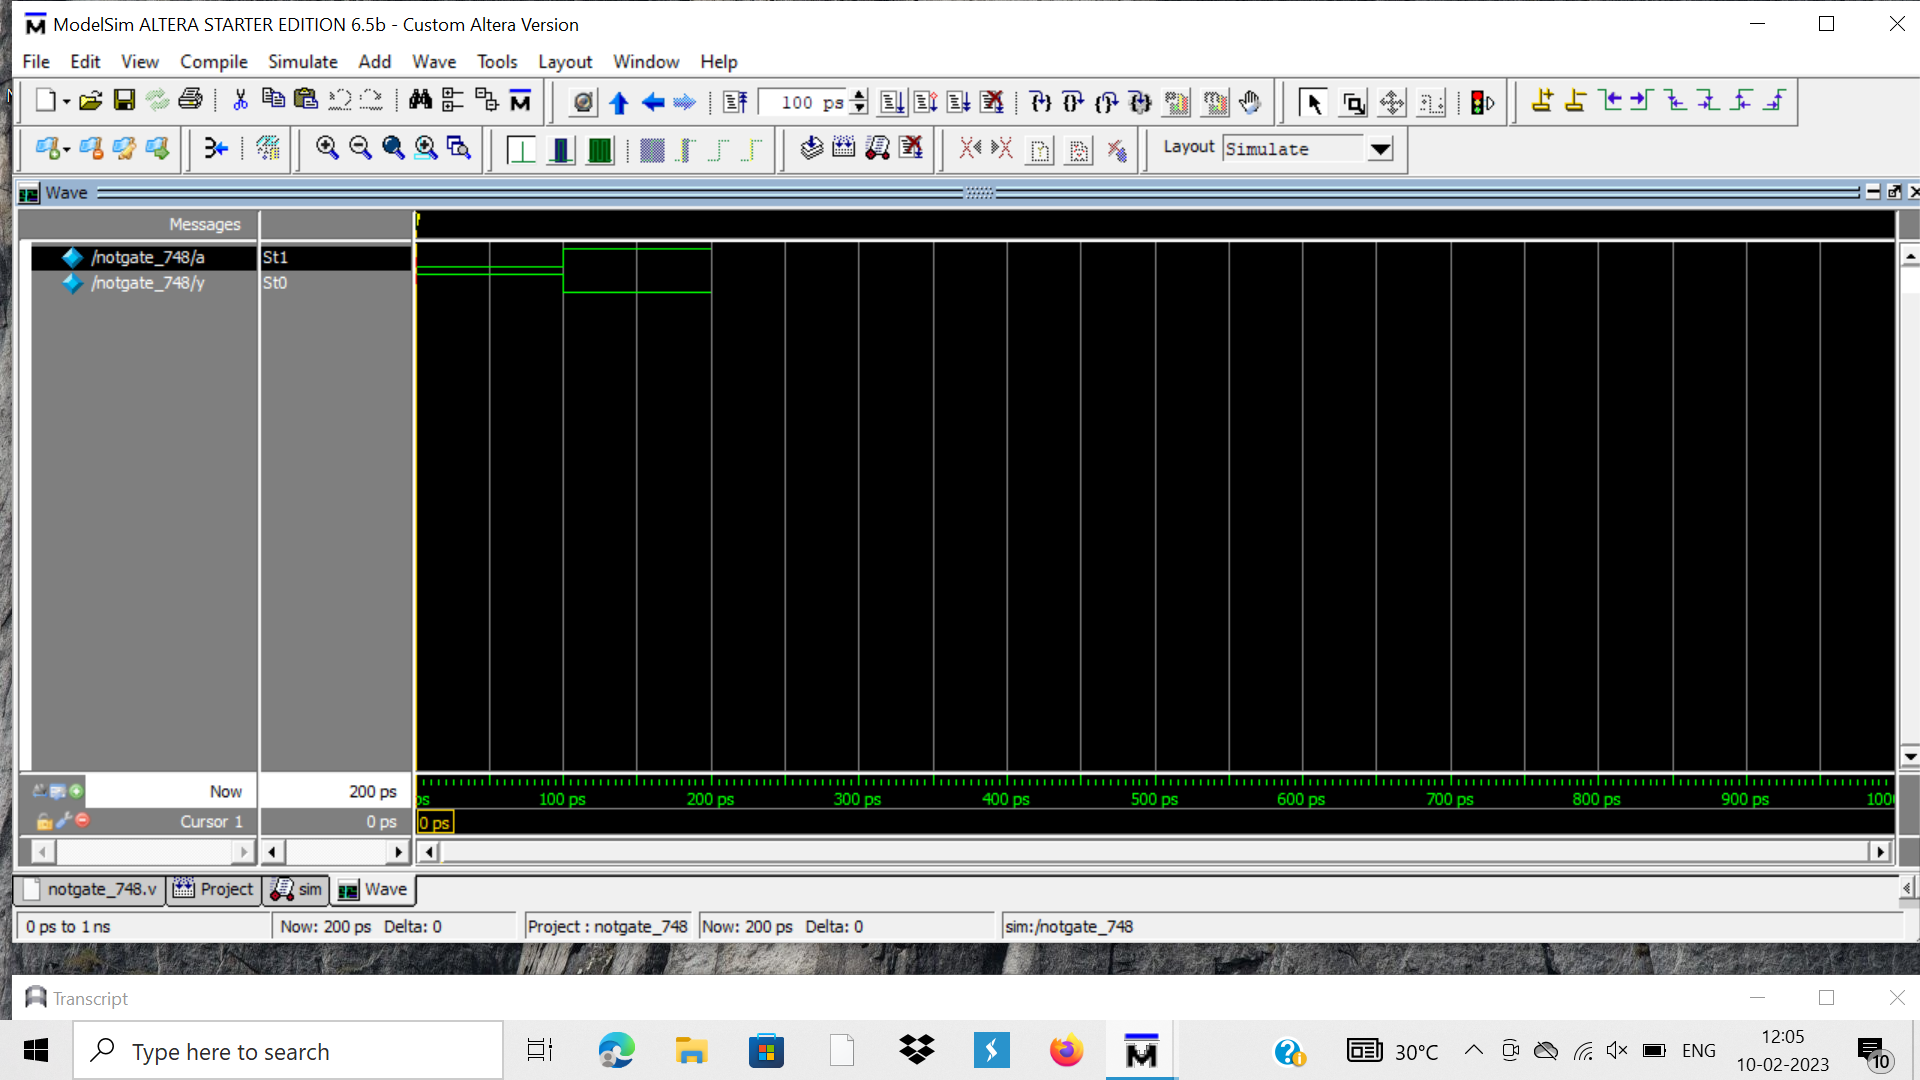 ModelSim ALTERA STARTER EDITION 6.5b - Custom Altera Version
File Edit View Compile Simulate Add Wave Tools Layout Window Help
100 ps
Layout Simulate
Wave
Messages
/notgate_748/a St1
/notgate_748/y St0
Now 200 ps
ps 100 ps 200 ps 300 ps 400 ps 500 ps 600 ps 700 ps 800 ps 900 ps 100
Cursor 1 0 ps 0 ps
notgate_748.v Project sim Wave
0 ps to 1 ns Now: 200 ps Delta: 0 Project : notgate_748 Now: 200 ps Delta: 0 sim:/notgate_748
Transcript
Type here to search
30°C ENG
12:05
10-02-2023
10